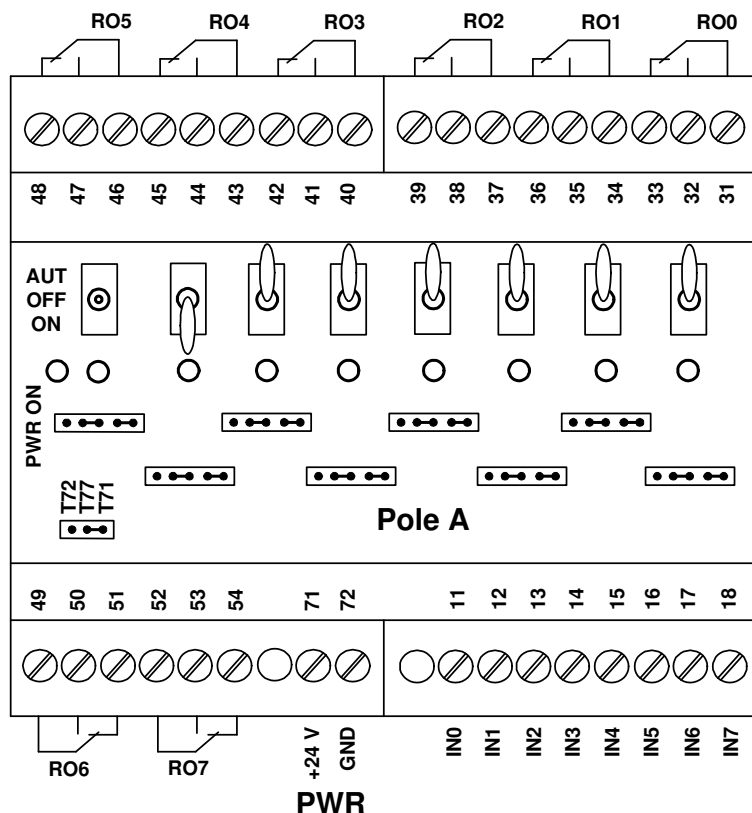 RO5 RO4 RO3 RO2 RO1 RO0
48 47 46 45 44 43 42 41 40 39 38 37 36 35 34 33 32 31
AUT
OFF
ON
PWR ON
T72
T77
T71
Pole A
49 50 51 52 53 54 71 72 11 12 13 14 15 16 17 18
RO6 RO7 +24 V GND IN0 IN1 IN2 IN3 IN4 IN5 IN6 IN7
PWR